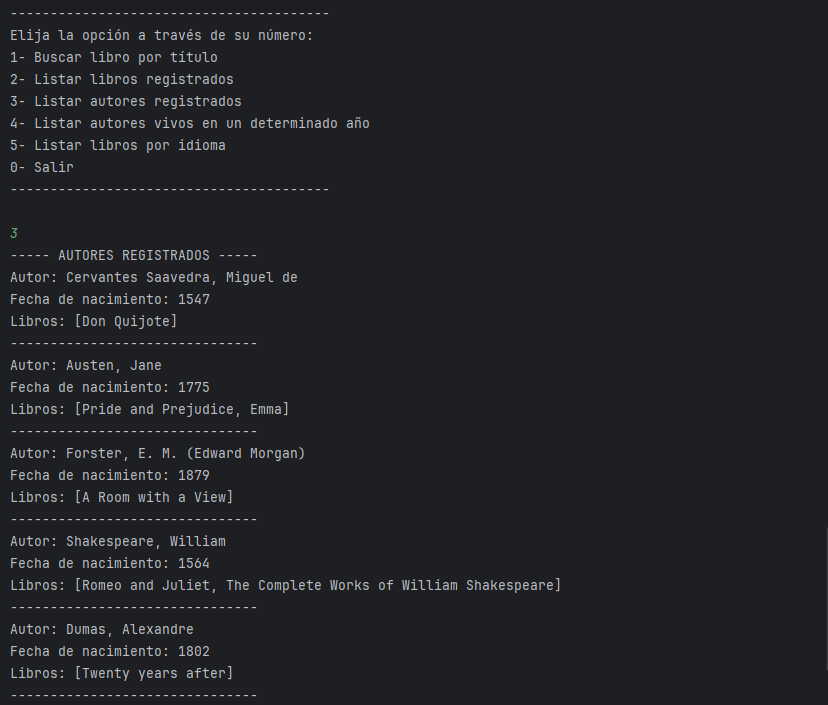 ----------------------------------------
Elija la opción a través de su número:
1- Buscar libro por título
2- Listar libros registrados
3- Listar autores registrados
4- Listar autores vivos en un determinado año
5- Listar libros por idioma
0- Salir
----------------------------------------
3
----- AUTORES REGISTRADOS -----
Autor: Cervantes Saavedra, Miguel de
Fecha de nacimiento: 1547
Libros: [Don Quijote]
-------------------------------
Autor: Austen, Jane
Fecha de nacimiento: 1775
Libros: [Pride and Prejudice, Emma]
-------------------------------
Autor: Forster, E. M. (Edward Morgan)
Fecha de nacimiento: 1879
Libros: [A Room with a View]
-------------------------------
Autor: Shakespeare, William
Fecha de nacimiento: 1564
Libros: [Romeo and Juliet, The Complete Works of William Shakespeare]
-------------------------------
Autor: Dumas, Alexandre
Fecha de nacimiento: 1802
Libros: [Twenty years after]
-------------------------------